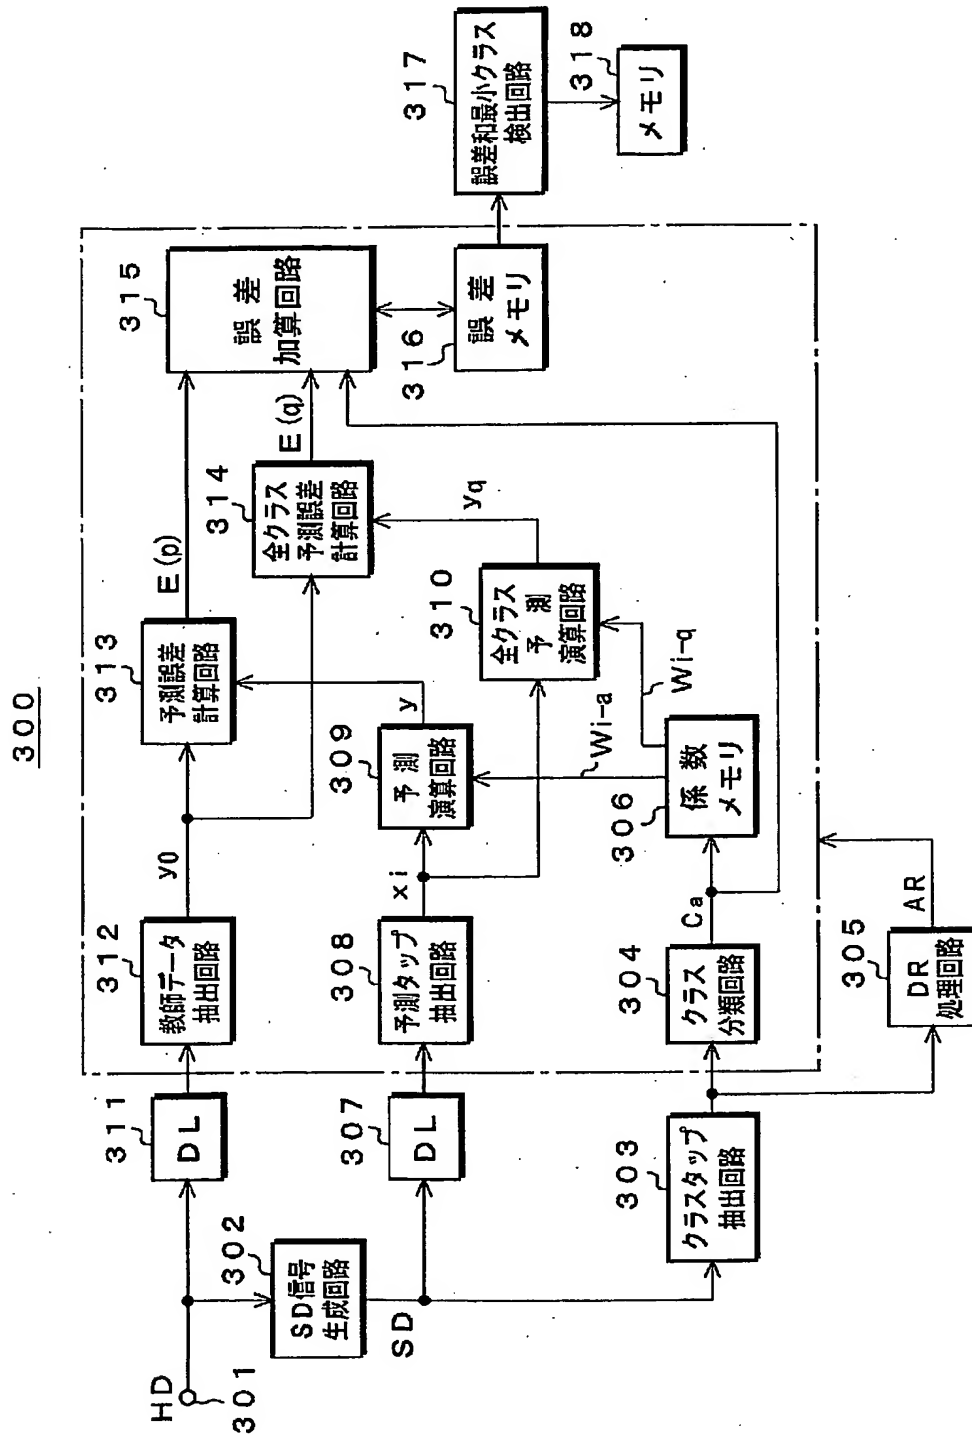 300
HD
301
302
SD信号
生成回路
SD
311
DL
307
DL
303
クラスタップ
抽出回路
312
教師データ
抽出回路
308
予測タップ
抽出回路
304
クラス
分類回路
305
DR
処理回路
AR
y0
xi
Ca
313
予測誤差
計算回路
309
予測
演算回路
y
306
係数
メモリ
Wi-a
Wi-q
310
全クラス
予測
演算回路
yq
314
全クラス
予測誤差
計算回路
E(p)
E(q)
315
誤差
加算回路
316
誤差
メモリ
317
誤差和最小クラス
検出回路
318
メモリ